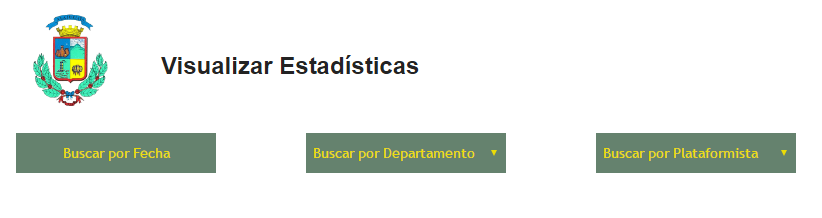 Visualizar Estadísticas
Buscar por Fecha
Buscar por Departamento
Buscar por Plataformista